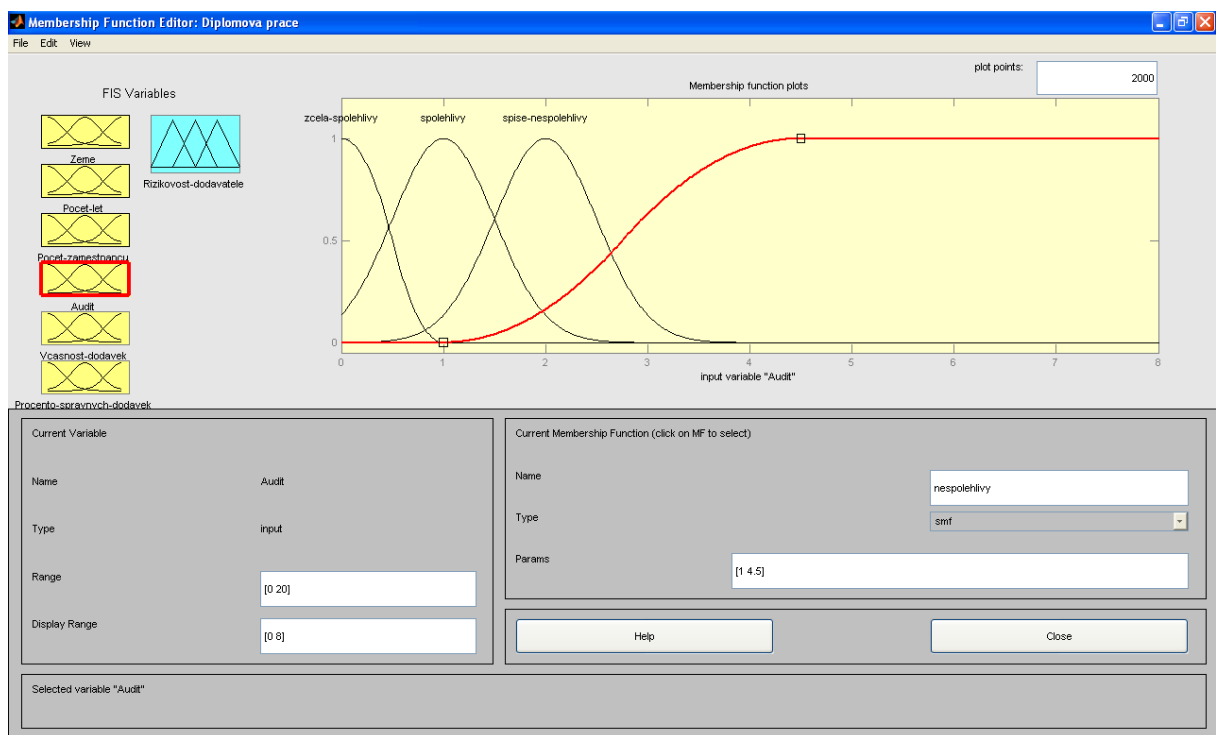 Membership Function Editor: Diplomova prace
File Edit View
FIS Variables
Zeme
Pocet-let
Pocet-zamestnancu
Audit
Vcasnost-dodavek
Procento-spravnych-dodavek
Rizikovost-dodavatele
plot points:
2000
Membership function plots
zcela-spolehlivy spolehlivy spise-nespolehlivy
1
0.5
0
0 1 2 3 4 5 6 7 8
input variable "Audit"
Current Variable
Name Audit
Type input
Range [0 20]
Display Range [0 8]
Current Membership Function (click on MF to select)
Name nespolehlivy
Type smf
Params [1 4.5]
Help Close
Selected variable "Audit"